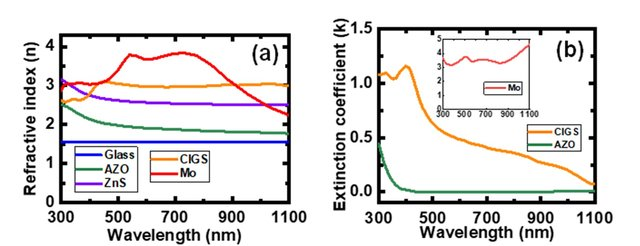 (a)
Refractive index (n)
4
3
2
1
0
Glass
AZO
ZnS
CIGS
Mo
300 500 700 900 1100
Wavelength (nm)
(b)
Extinction coefficient (k)
1.5
1.0
0.5
0.0
5
4
3
2
1
0
Mo
300 500 700 900 1100
CIGS
AZO
300 500 700 900 1100
Wavelength (nm)